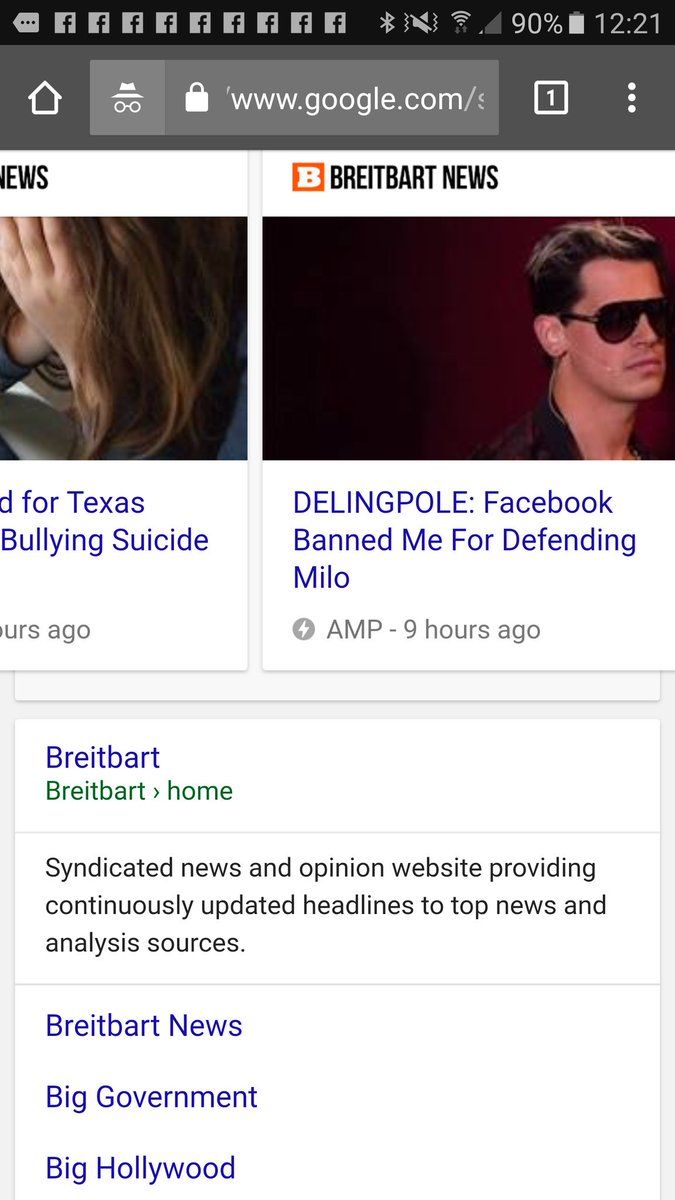 90% 12:21
/www.google.com/s
1
NEWS
B BREITBART NEWS
d for Texas
Bullying Suicide
ours ago
DELINGPOLE: Facebook
Banned Me For Defending
Milo
AMP - 9 hours ago
Breitbart
Breitbart › home
Syndicated news and opinion website providing
continuously updated headlines to top news and
analysis sources.
Breitbart News
Big Government
Big Hollywood